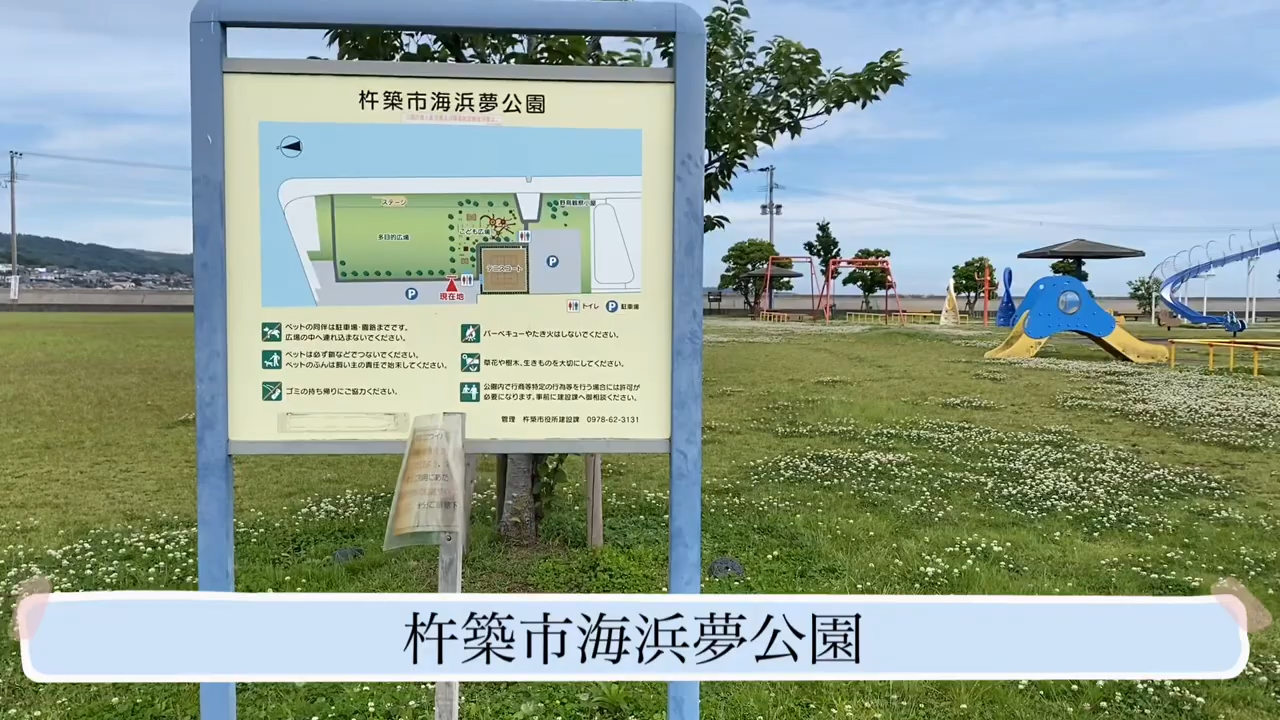 杵築市海浜夢公園
ステージ
野鳥観察小屋
多目的広場
こども広場
テニスコート
P
P
現在地
トイレ P 駐車場
ペットの同伴は駐車場・園路までです。
広場の中へ連れ込まないでください。
ペットは必ず綱などでつないでください。
ペットのふんは飼い主の責任で始末してください。
ゴミの持ち帰りにご協力ください。
バーベキューやたき火はしないでください。
草花や樹木、生きものを大切にしてください。
公園内で行商等特定の行為等を行う場合には許可が
必要になります。事前に建設課へ御相談ください。
管理 杵築市役所建設課 0978-62-3131
杵築市海浜夢公園